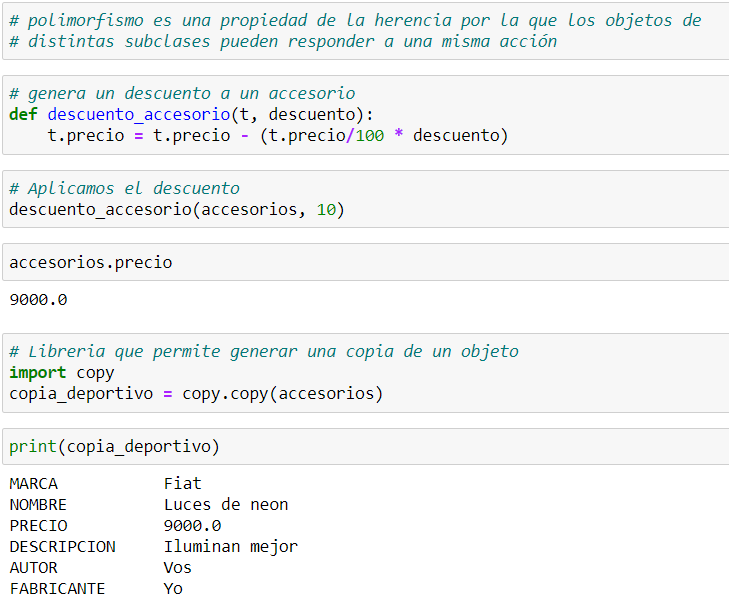 # polimorfismo es una propiedad de la herencia por la que los objetos de
# distintas subclases pueden responder a una misma acción
# genera un descuento a un accesorio
def descuento_accesorio(t, descuento):
    t.precio = t.precio - (t.precio/100 * descuento)
# Aplicamos el descuento
descuento_accesorio(accesorios, 10)
accesorios.precio
9000.0
# Libreria que permite generar una copia de un objeto
import copy
copia_deportivo = copy.copy(accesorios)
print(copia_deportivo)
MARCA           Fiat
NOMBRE          Luces de neon
PRECIO          9000.0
DESCRIPCION     Iluminan mejor
AUTOR           Vos
FABRICANTE      Yo